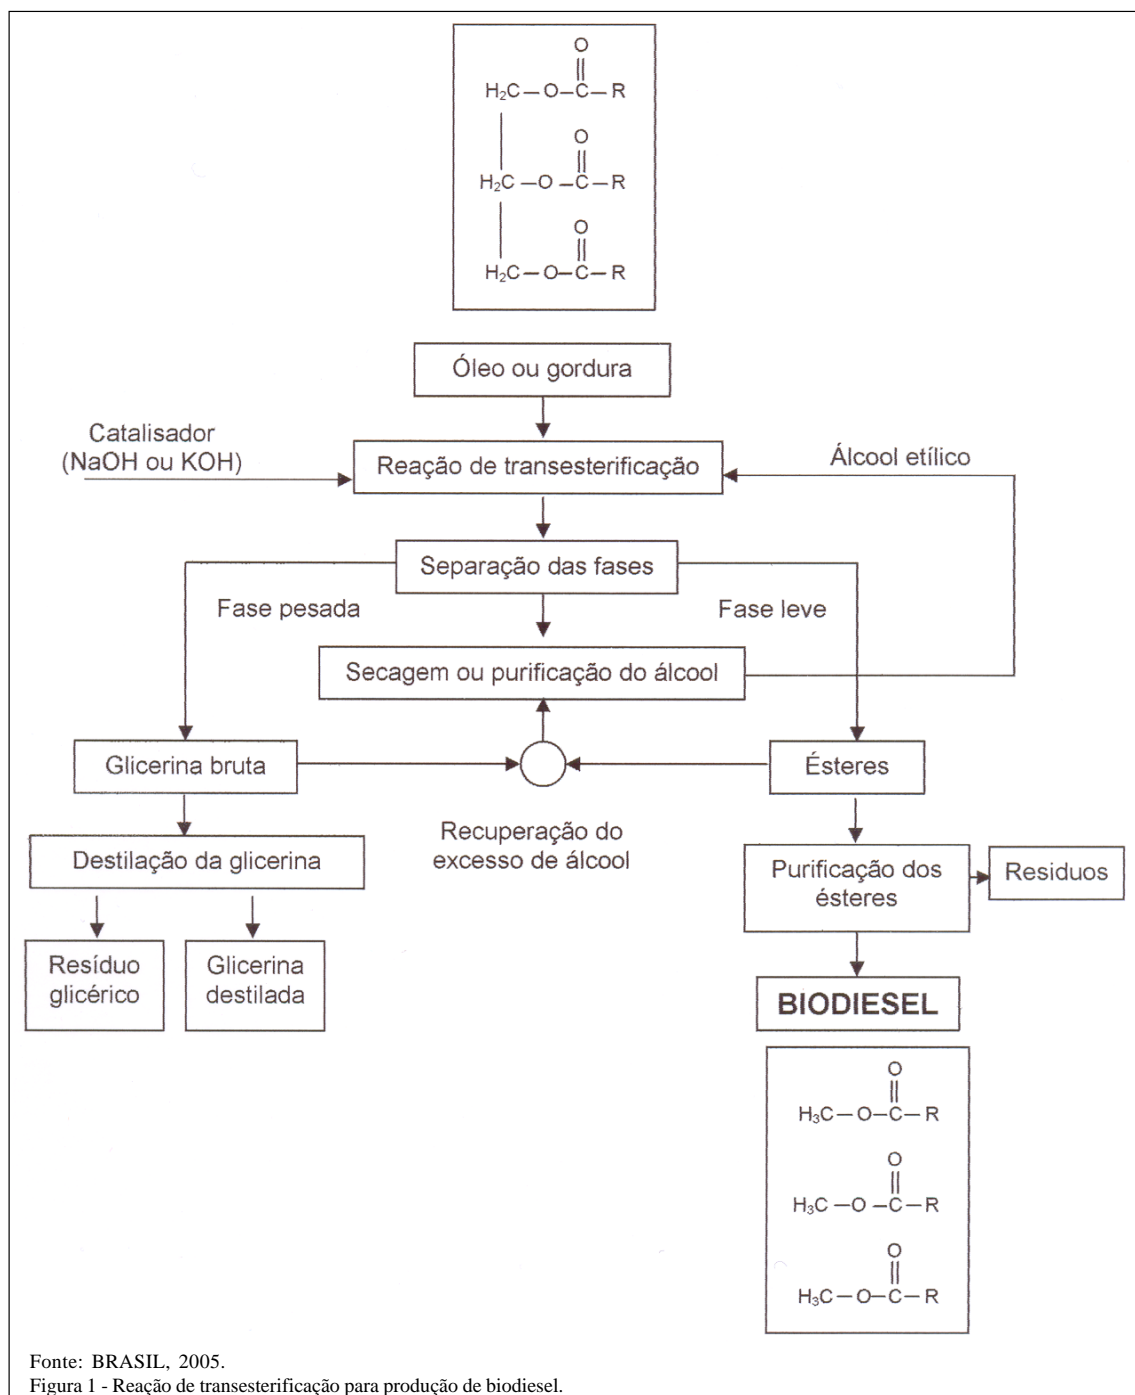 O
H₂C–O–C–R
O
H₂C–O–C–R
O
H₂C–O–C–R
Óleo ou gordura
Catalisador
(NaOH ou KOH)
Reação de transesterificação
Álcool etílico
Separação das fases
Fase pesada
Fase leve
Secagem ou purificação do álcool
Glicerina bruta
Ésteres
Recuperação do
excesso de álcool
Destilação da glicerina
Purificação dos
ésteres
Residuos
Resíduo
glicérico
Glicerina
destilada
BIODIESEL
O
H₃C–O–C–R
O
H₃C–O–C–R
O
H₃C–O–C–R
Fonte: BRASIL, 2005.
Figura 1 - Reação de transesterificação para produção de biodiesel.